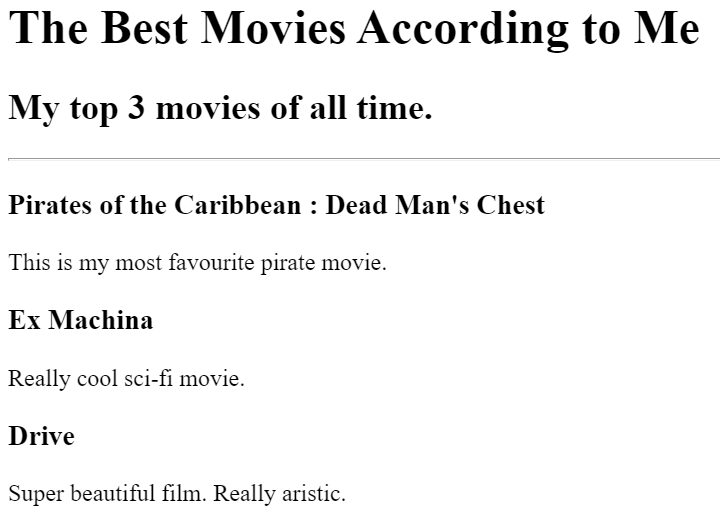 The Best Movies According to Me
My top 3 movies of all time.
Pirates of the Caribbean : Dead Man's Chest
This is my most favourite pirate movie.
Ex Machina
Really cool sci-fi movie.
Drive
Super beautiful film. Really aristic.